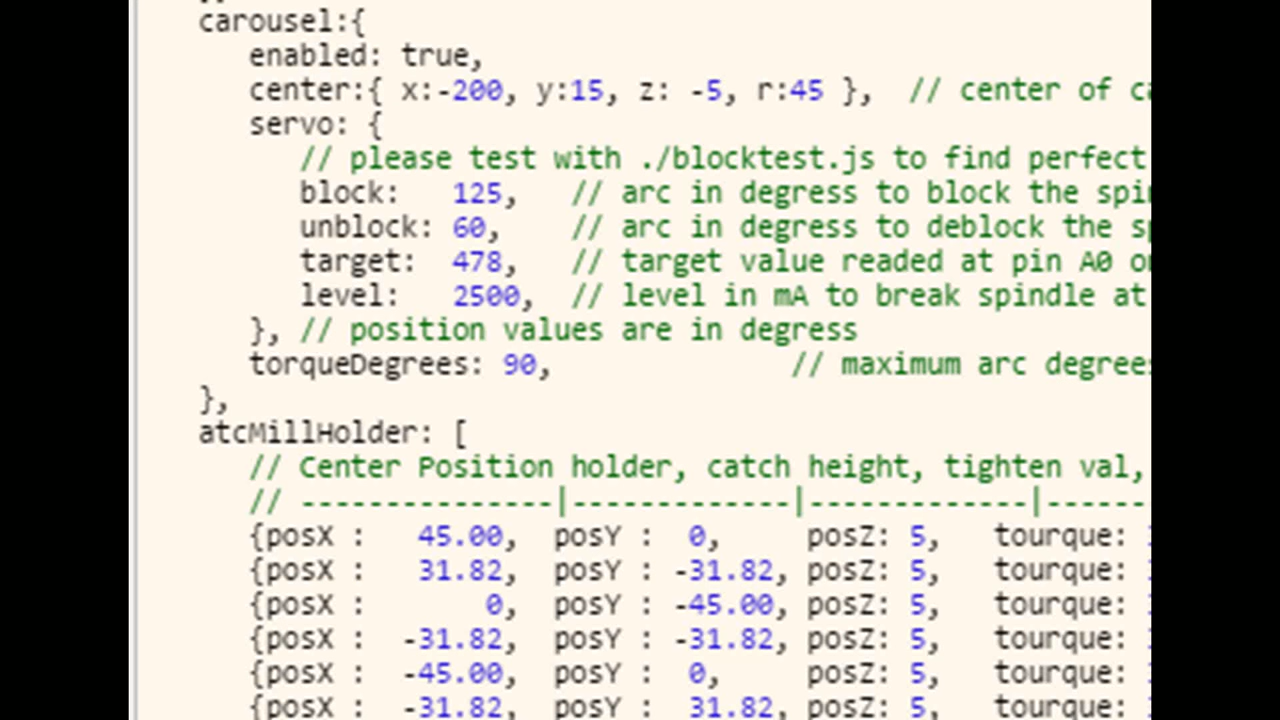 carousel:{
enabled: true,
center:{ x:-200, y:15, z: -5, r:45 }, // center of
servo: {
// please test with ./blocktest.js to find perfect
block: 125, // arc in degress to block the
unblock: 60, // arc in degress to deblock the
target: 478, // target value readed at pin A0
level: 2500, // level in mA to break spindle at
}, // position values are in degress
torqueDegrees: 90, // maximum arc
},
atcMillHolder: [
// Center Position holder, catch height, tighten val,
// ---------------|-------------|-------------|------
{posX : 45.00, posY : 0, posZ: 5, tourque:
{posX : 31.82, posY : -31.82, posZ: 5, tourque:
{posX : 0, posY : -45.00, posZ: 5, tourque:
{posX : -31.82, posY : -31.82, posZ: 5, tourque:
{posX : -45.00, posY : 0, posZ: 5, tourque:
{posX : -31.82, posY : 31.82, posZ: 5, tourque: